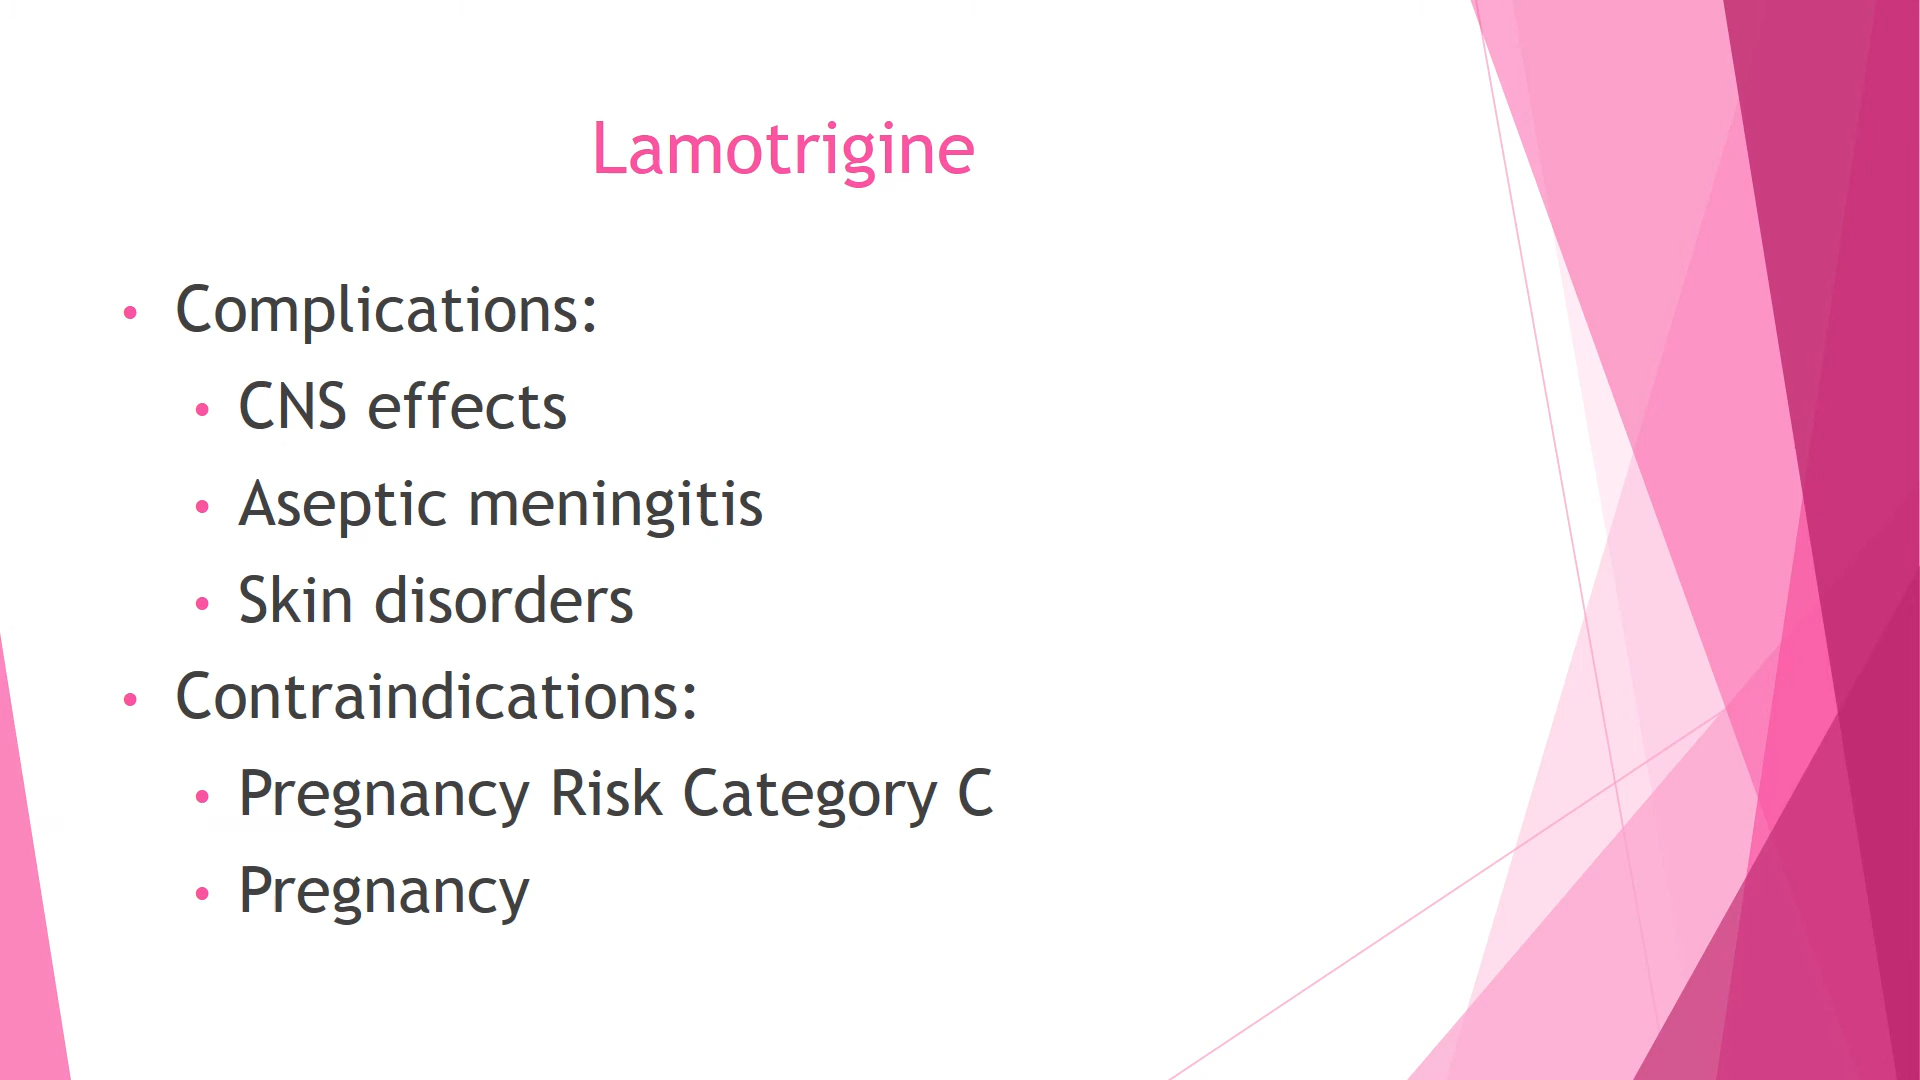 Lamotrigine
• Complications:
• CNS effects
• Aseptic meningitis
• Skin disorders
• Contraindications:
• Pregnancy Risk Category C
• Pregnancy